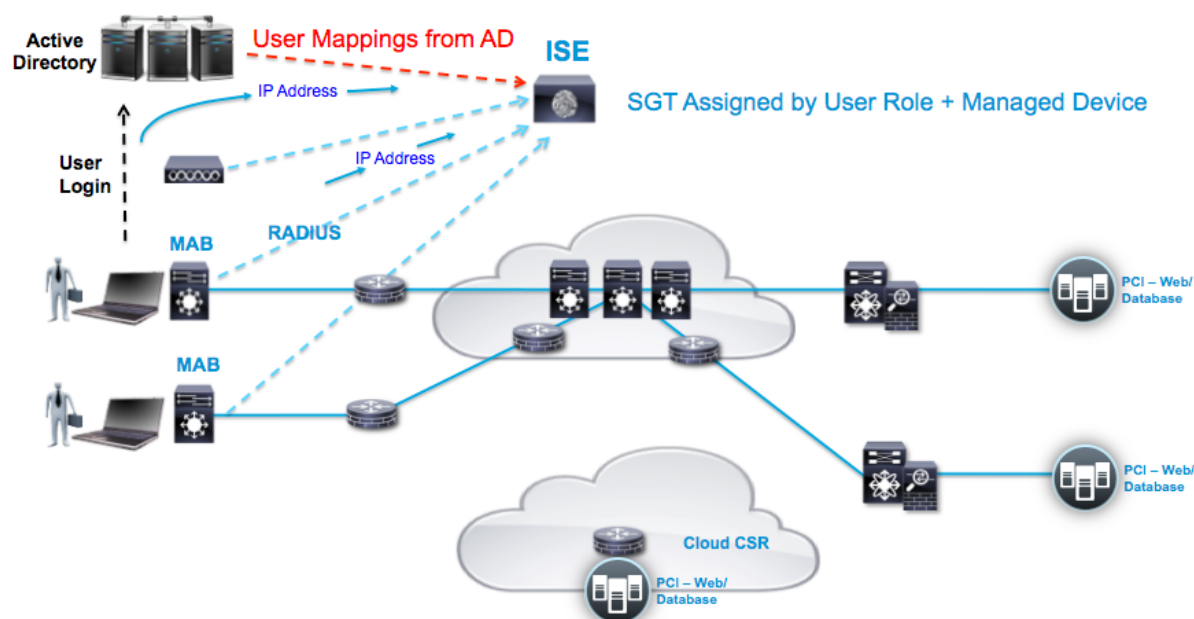 Active
Directory
User Mappings from AD
ISE
IP Address
SGT Assigned by User Role + Managed Device
IP Address
User
Login
MAB
RADIUS
PCI – Web/
Database
MAB
PCI – Web/
Database
Cloud CSR
PCI – Web/
Database